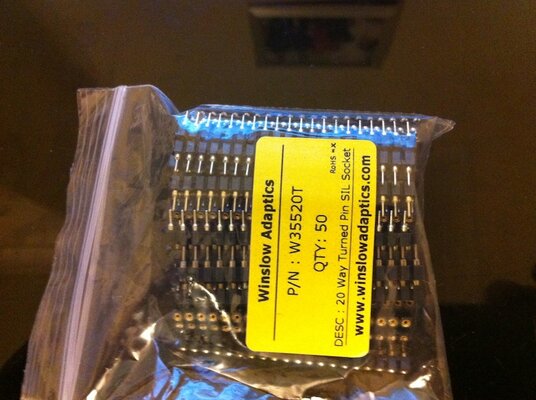 Winslow Adaptics
P/N : W35520T
QTY: 50
RoHS =X
DESC : 20 Way Turned Pin SIL Socket
www.winslowadaptics.com